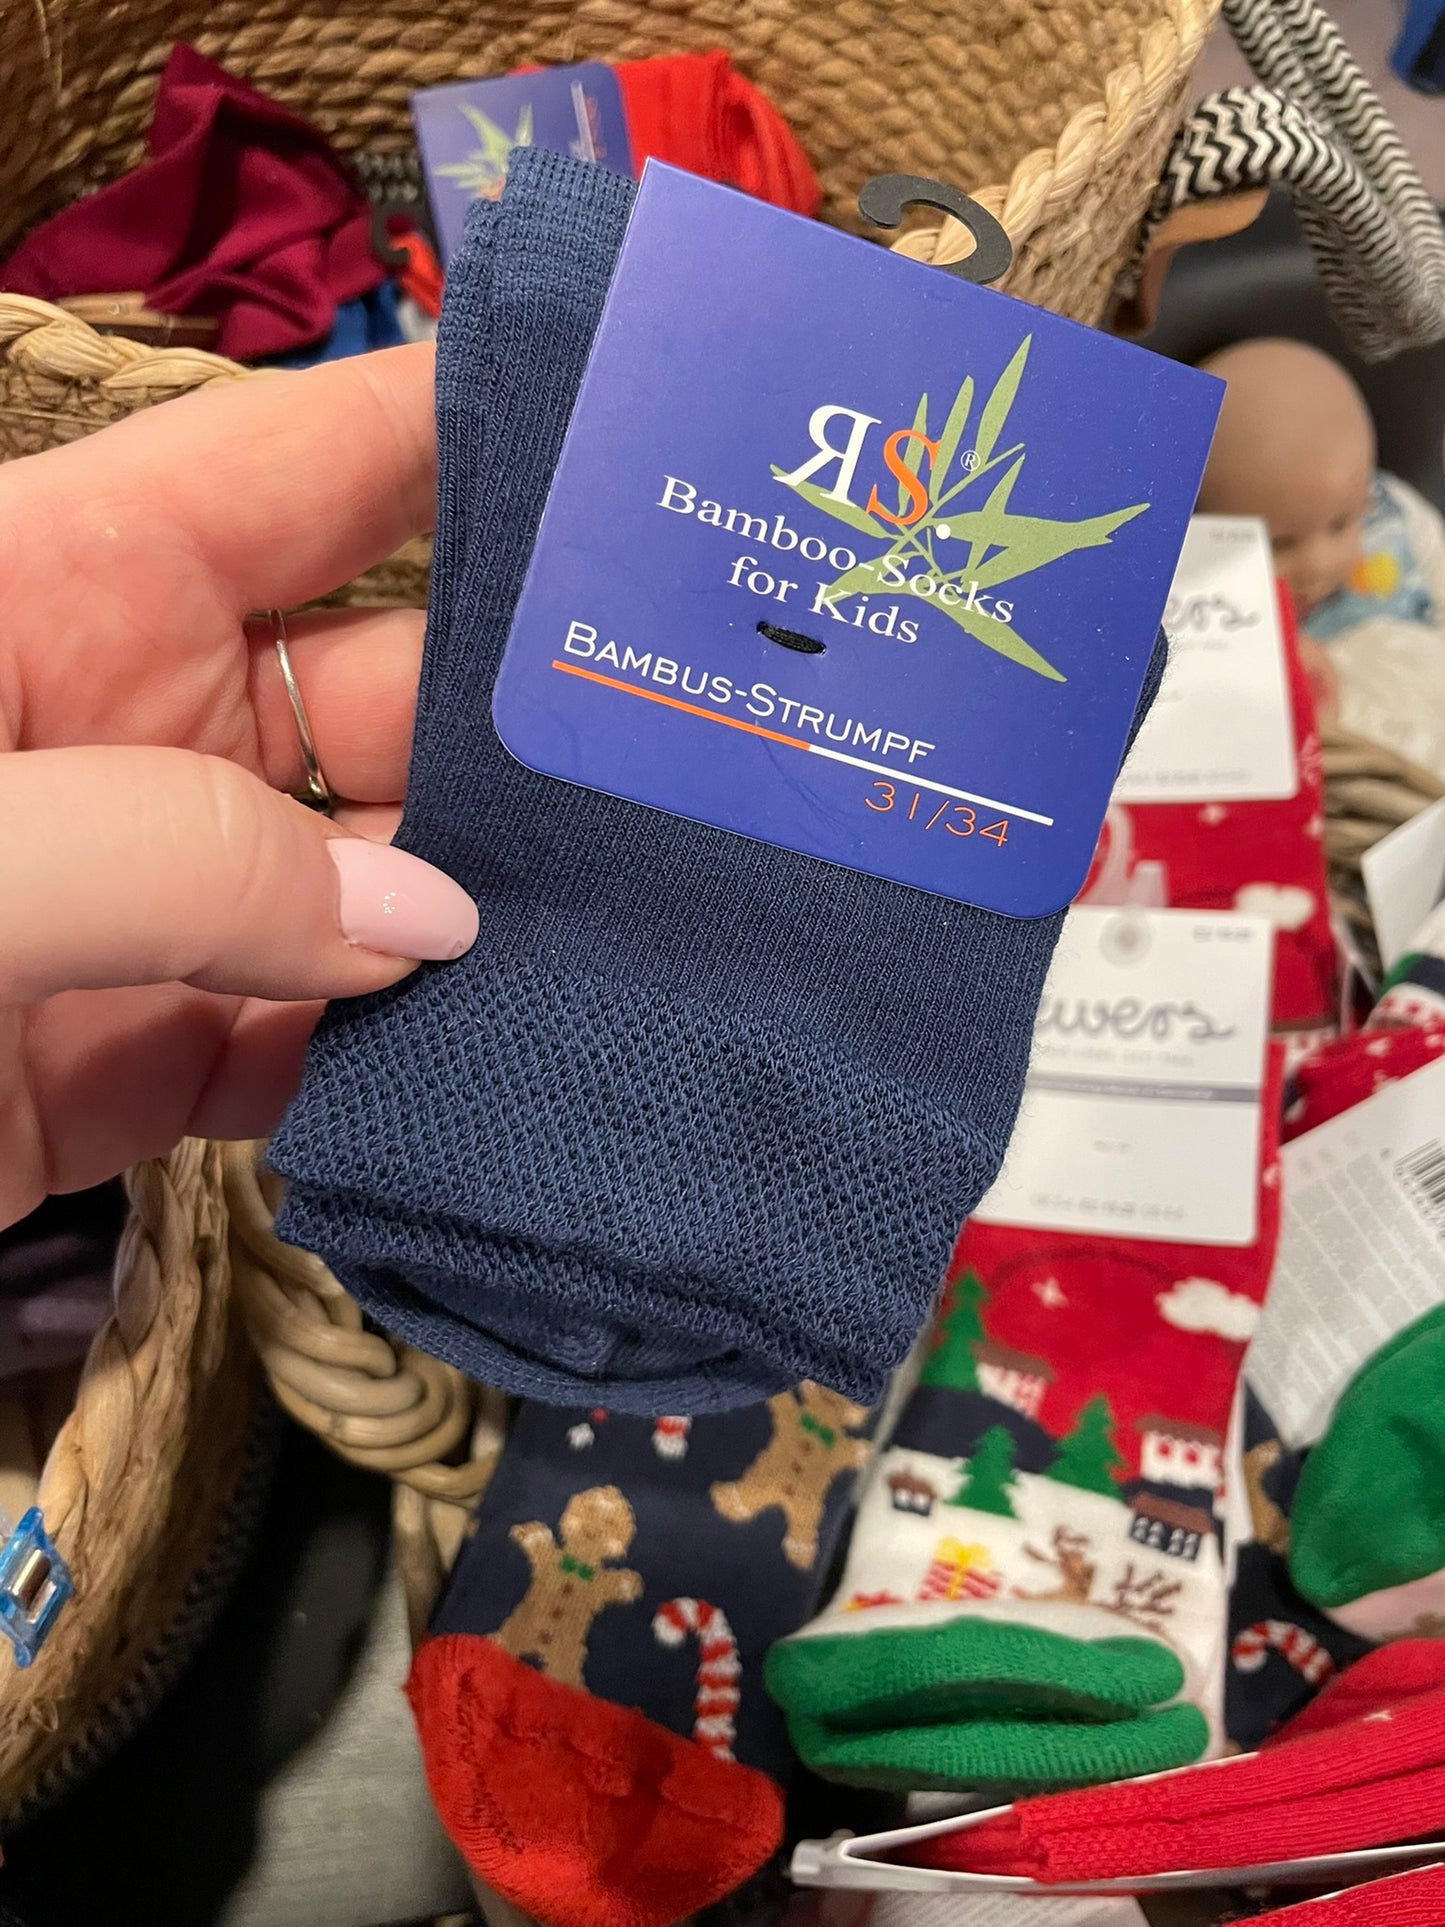 RS.®
Bamboo-Socks
for Kids
BAMBUS-STRUMPF
31/34